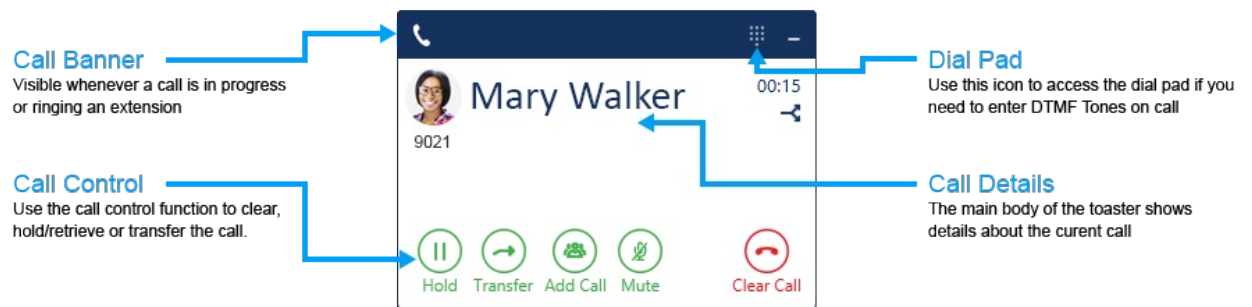 Call Banner
Visible whenever a call is in progress
or ringing an extension
Call Control
Use the call control function to clear,
hold/retrieve or transfer the call.
Mary Walker
00:15
9021
Hold Transfer Add Call Mute Clear Call
Dial Pad
Use this icon to access the dial pad if you
need to enter DTMF Tones on call
Call Details
The main body of the toaster shows
details about the curent call